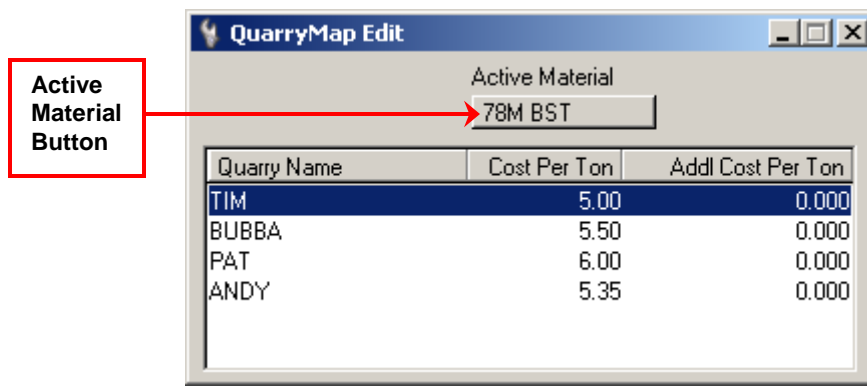 QuarryMap Edit
Active
Material
Button
Active Material
78M BST
Quarry Name Cost Per Ton Addl Cost Per Ton
TIM 5.00 0.000
BUBBA 5.50 0.000
PAT 6.00 0.000
ANDY 5.35 0.000